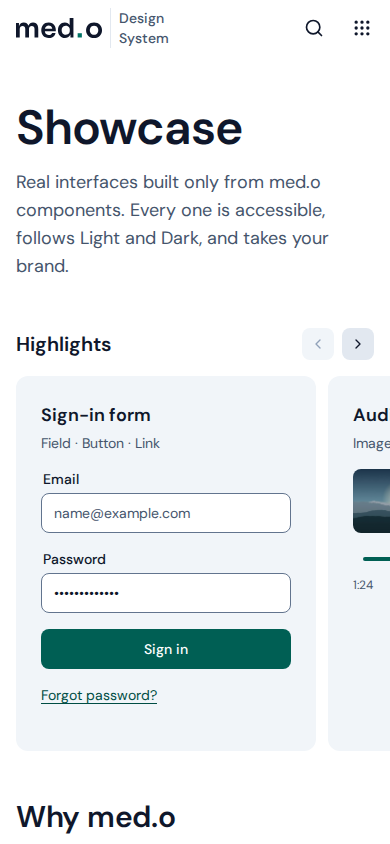 med.o
Design
System
Showcase
Real interfaces built only from med.o
components. Every one is accessible,
follows Light and Dark, and takes your
brand.
Highlights
Sign-in form
Field · Button · Link
Email
name@example.com
Password
•••••••••••••
Sign in
Forgot password?
Aud
Image
1:24
Why med.o